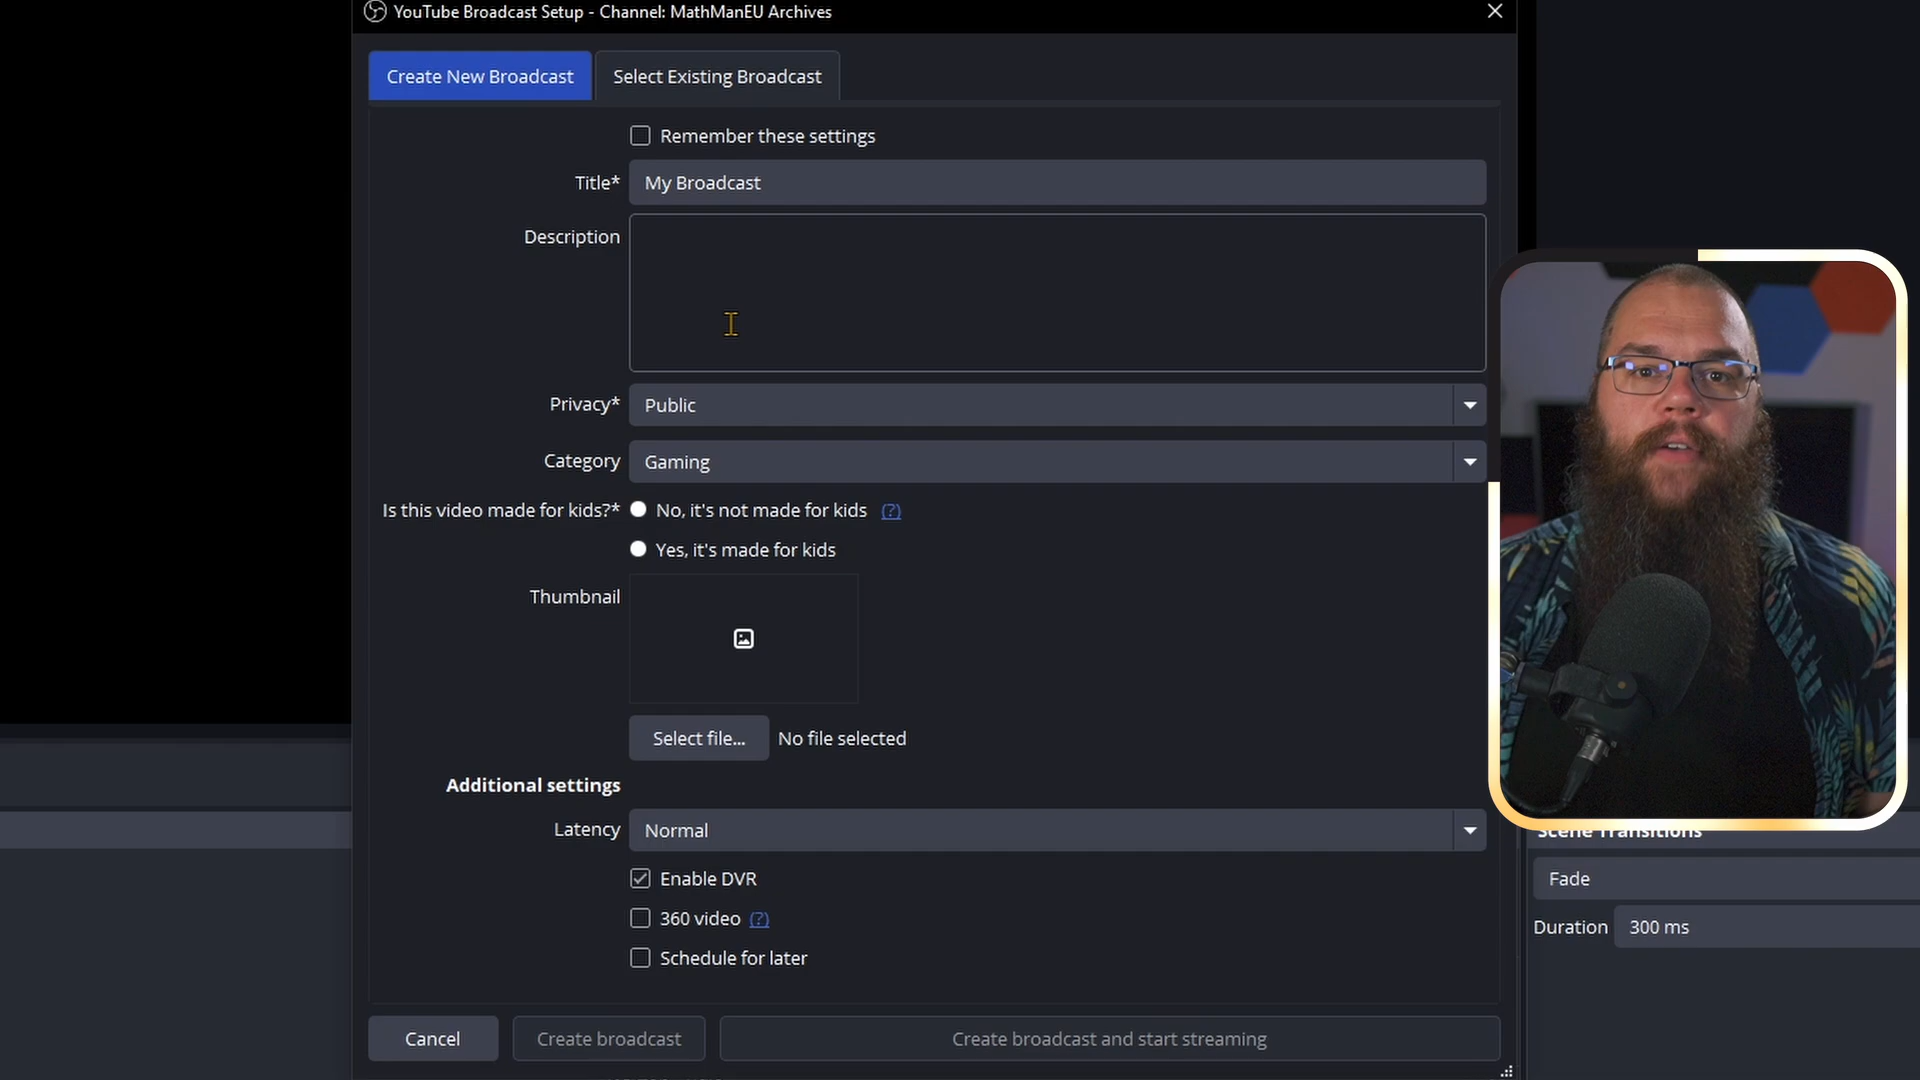 YouTube Broadcast Setup - Channel: MathManEU Archives
Create New Broadcast
Select Existing Broadcast
Remember these settings
Title*
My Broadcast
Description
Privacy*
Public
Category
Gaming
Is this video made for kids?*
No, it's not made for kids
(?)
Yes, it's made for kids
Thumbnail
Select file...
No file selected
Additional settings
Latency
Normal
Enable DVR
360 video
(?)
Schedule for later
Cancel
Create broadcast
Create broadcast and start streaming
Scene Transitions
Fade
Duration
300 ms